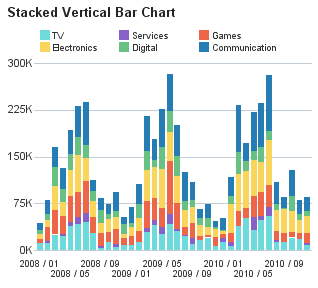 Stacked Vertical Bar Chart
TV Services Games
Electronics Digital Communication
300K
225K
150K
75K
0K
2008 / 01 2008 / 09 2009 / 05 2010 / 01 2010 / 09
2008 / 05 2009 / 01 2009 / 09 2010 / 05